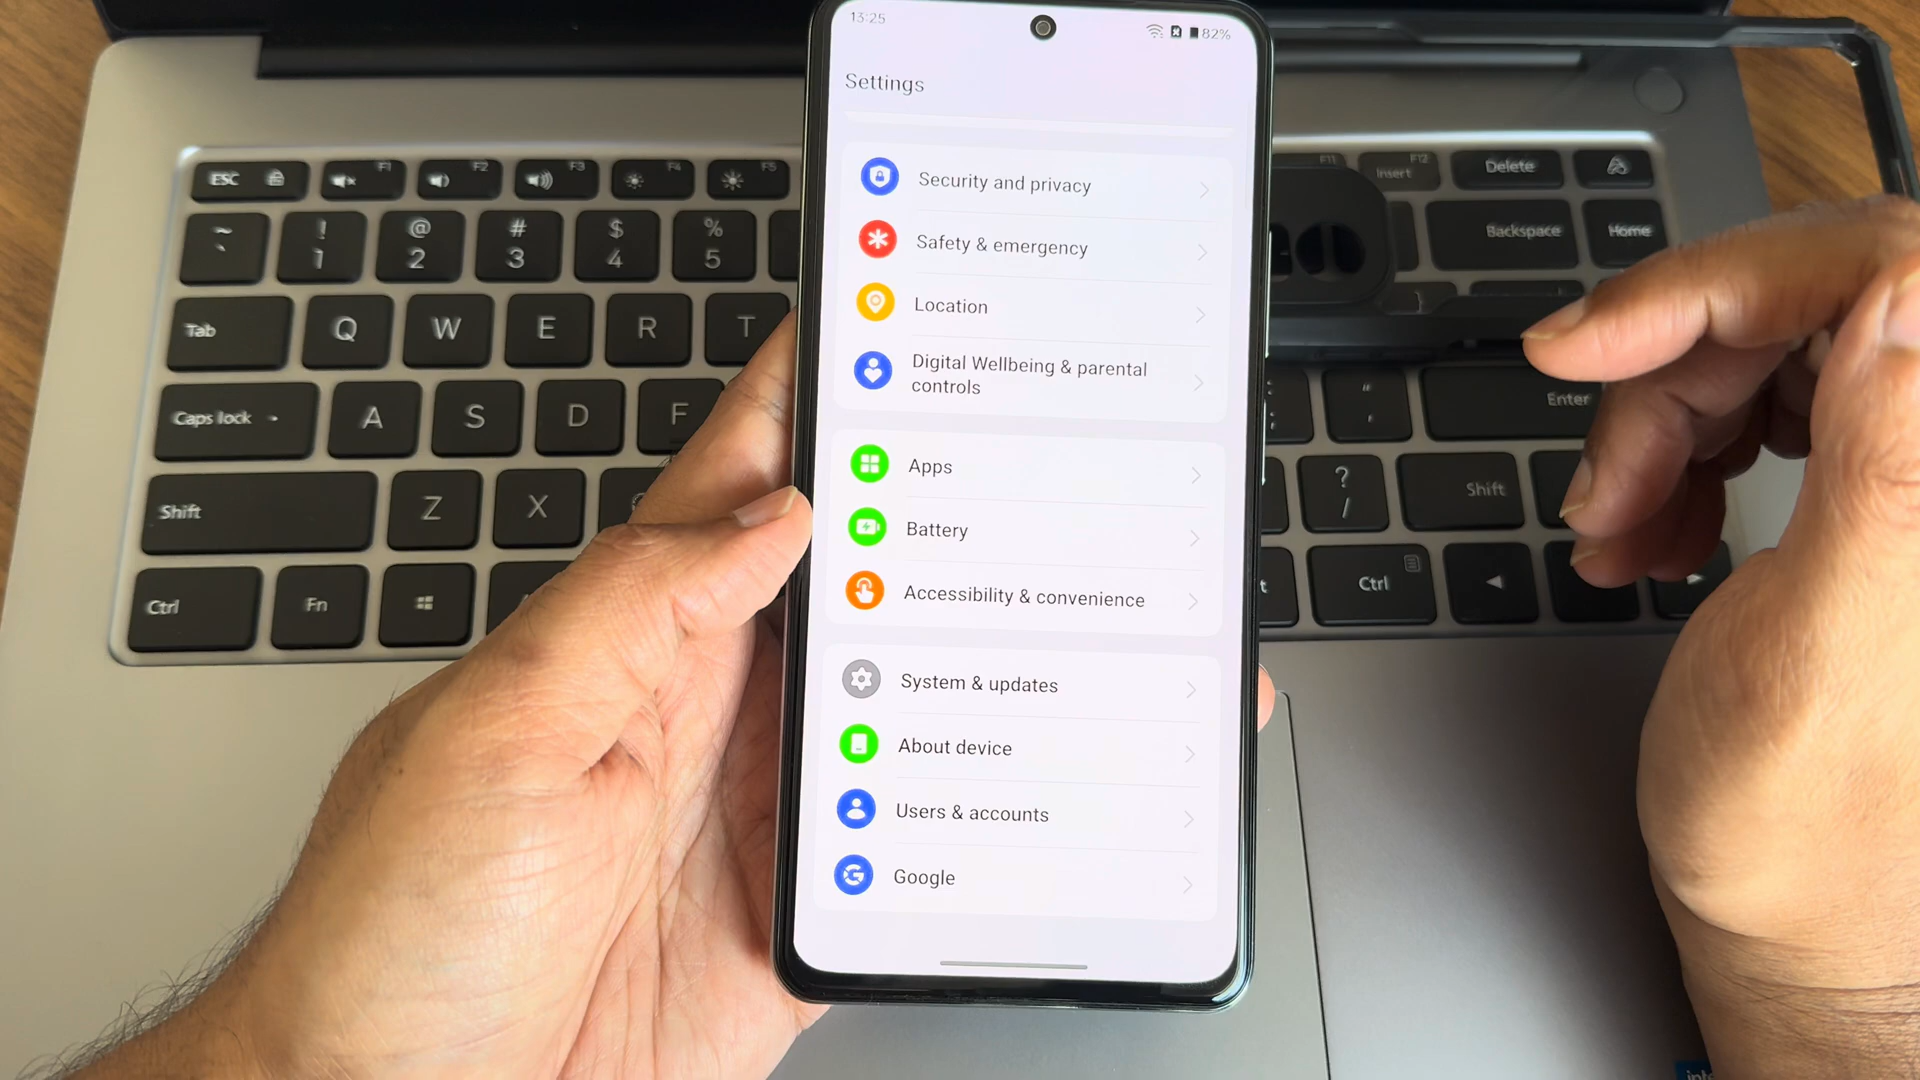 13:25
82%
Settings
Security and privacy
Safety & emergency
Location
Digital Wellbeing & parental
controls
Apps
Battery
Accessibility & convenience
System & updates
About device
Users & accounts
Google
ESC
F1
F2
F3
F4
F5
F11
Insert
F12
Delete
~
`
!
1
@
2
#
3
$
4
%
5
Backspace
Home
Tab
Q
W
E
R
T
Caps lock
A
S
D
F
Enter
Shift
Z
X
?
/
Shift
Ctrl
Fn
Ctrl